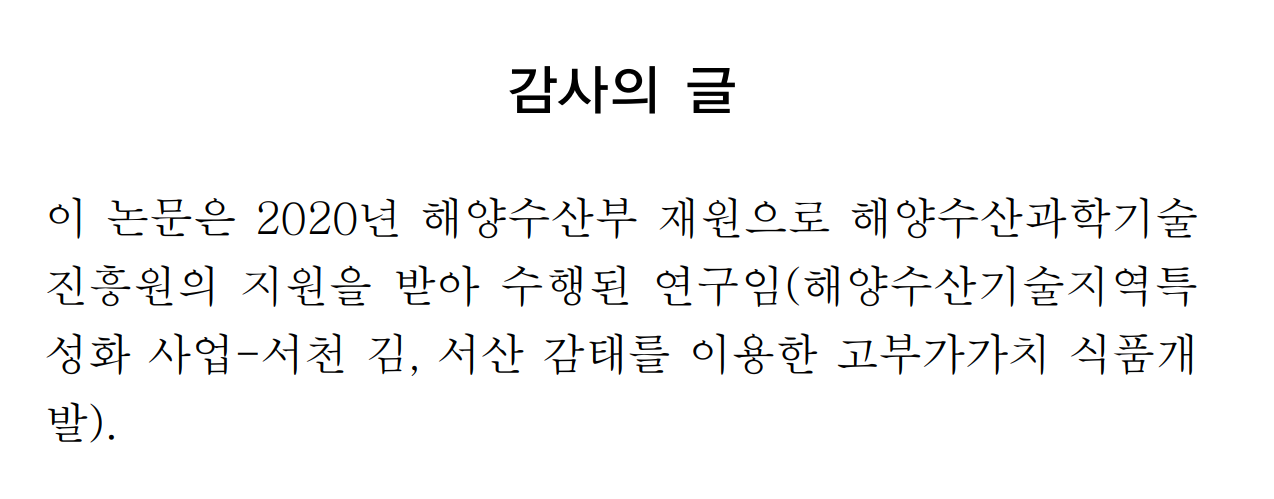 감사의 글
이 논문은 2020년 해양수산부 재원으로 해양수산과학기술
진흥원의 지원을 받아 수행된 연구임(해양수산기술지역특
성화 사업-서천 김, 서산 감태를 이용한 고부가가치 식품개
발).